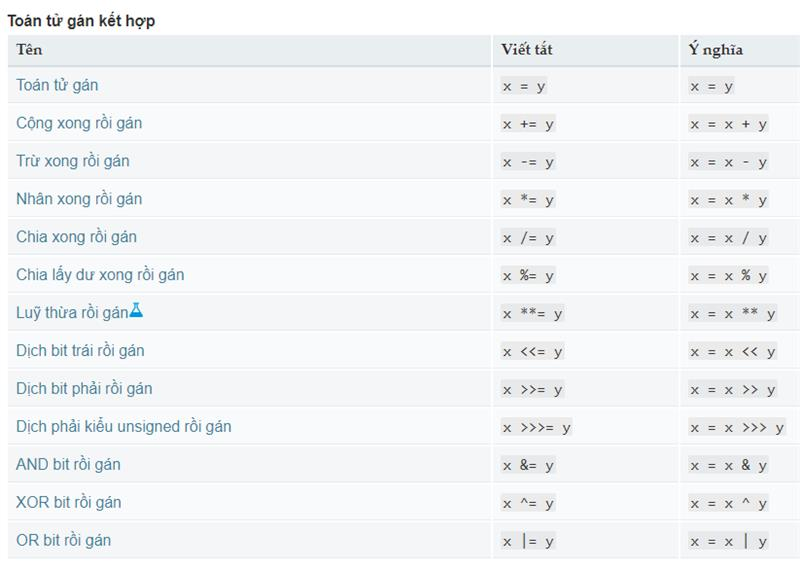 Toán tử gán kết hợp
Tên Viết tắt Ý nghĩa
Toán tử gán x = y x = y
Cộng xong rồi gán x += y x = x + y
Trừ xong rồi gán x -= y x = x - y
Nhân xong rồi gán x *= y x = x * y
Chia xong rồi gán x /= y x = x / y
Chia lấy dư xong rồi gán x %= y x = x % y
Luỹ thừa rồi gán x **= y x = x ** y
Dịch bit trái rồi gán x <<= y x = x << y
Dịch bit phải rồi gán x >>= y x = x >> y
Dịch phải kiểu unsigned rồi gán x >>>= y x = x >>> y
AND bit rồi gán x &= y x = x & y
XOR bit rồi gán x ^= y x = x ^ y
OR bit rồi gán x |= y x = x | y